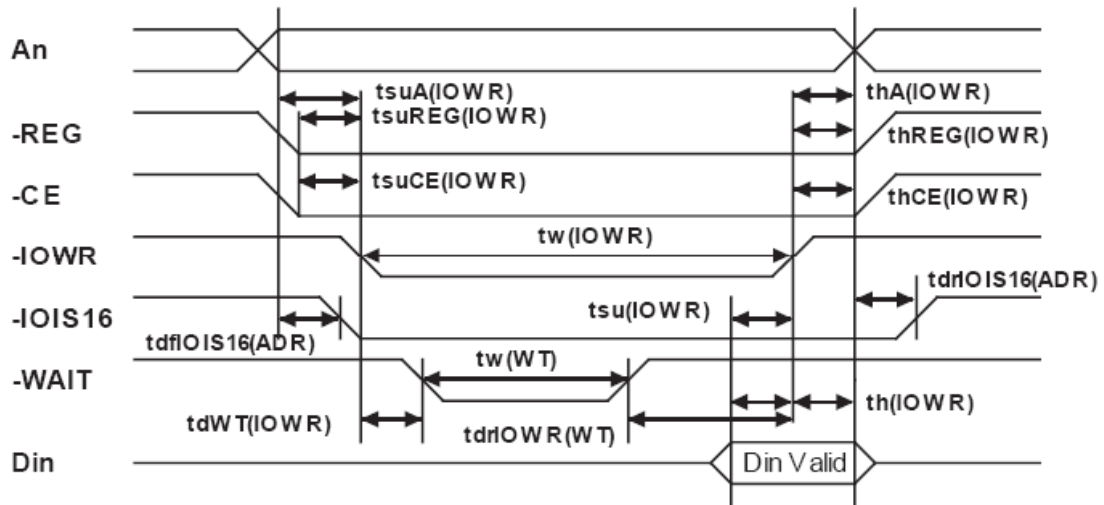 An
tsuA(IOWR)
thA(IOWR)
tsuREG(IOWR)
-REG
thREG(IOWR)
tsuCE(IOWR)
-CE
thCE(IOWR)
tw(IOWR)
-IOWR
tdrIOIS16(ADR)
tsu(IOWR)
-IOIS16
tdfIOIS16(ADR)
tw(WT)
-WAIT
th(IOWR)
tdWT(IOWR)
tdrIOWR(WT)
Din
Din Valid